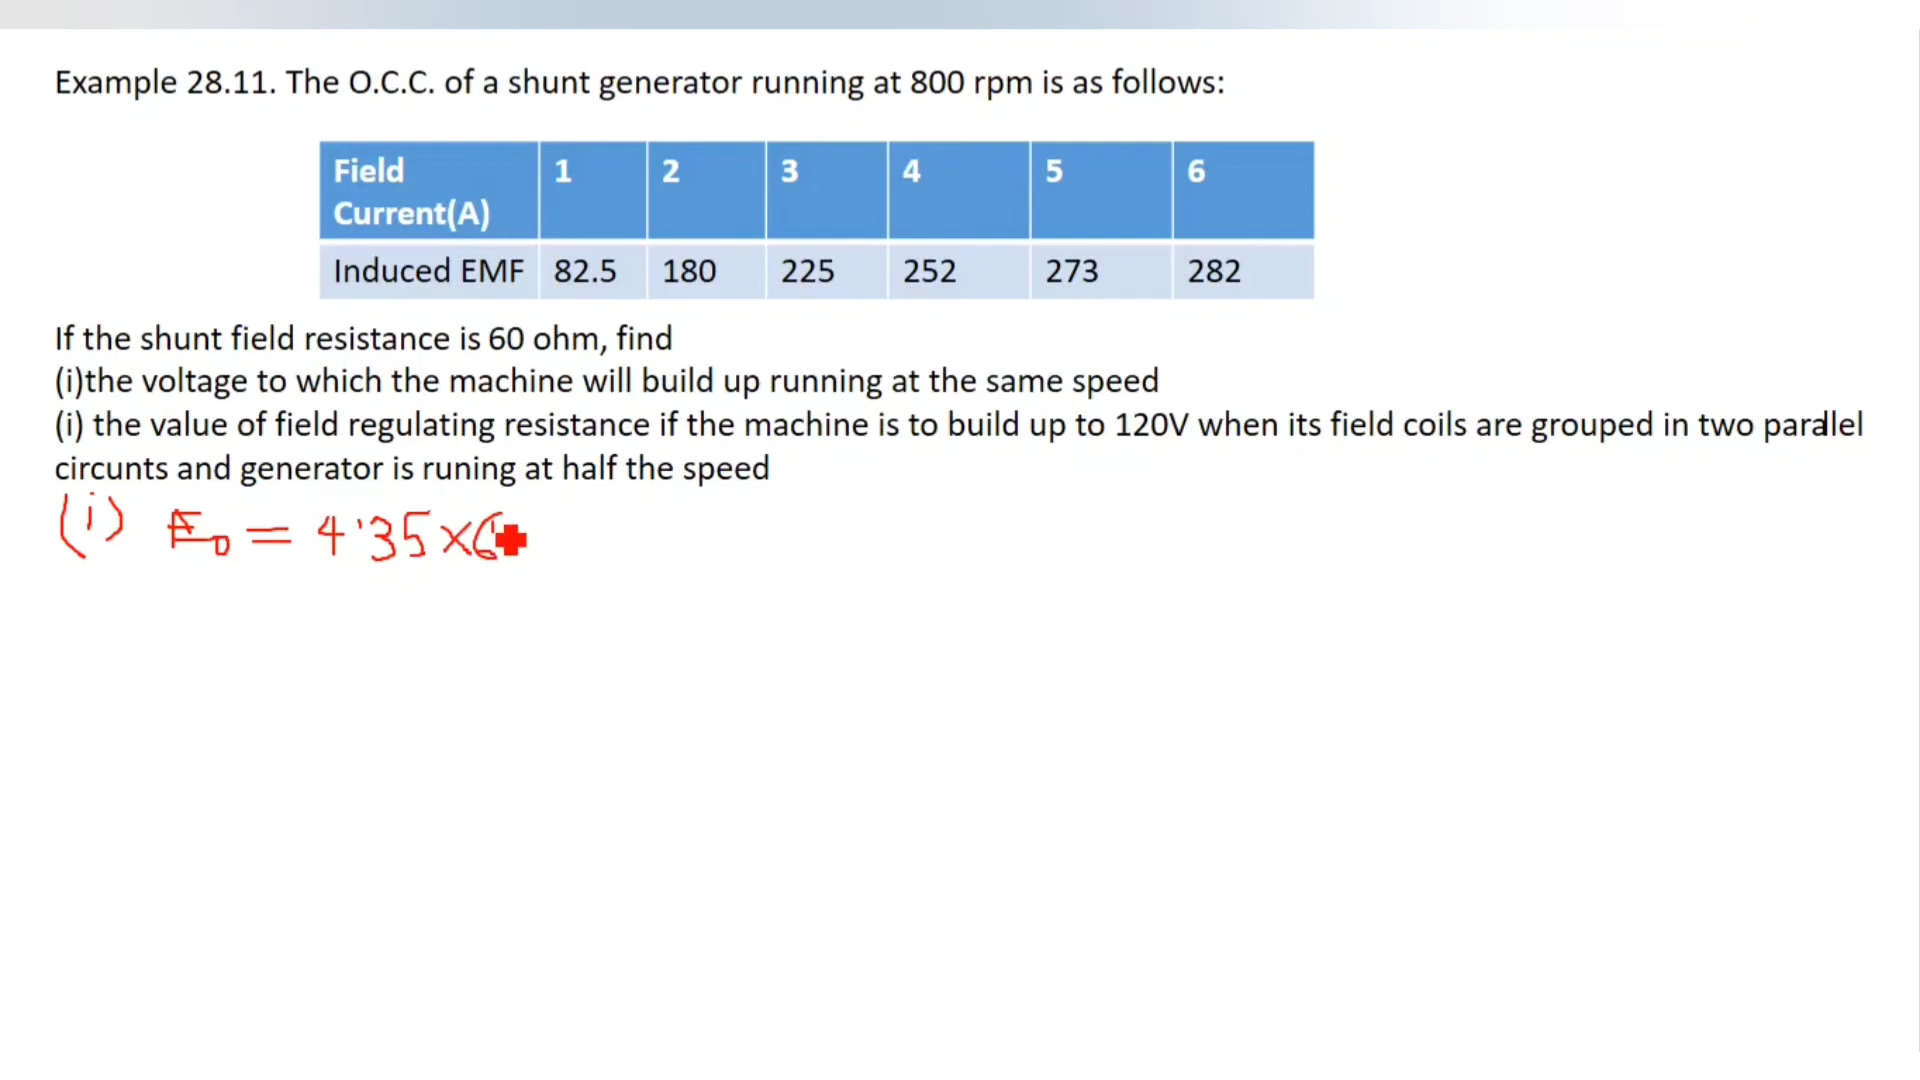 Example 28.11. The O.C.C. of a shunt generator running at 800 rpm is as follows:
Field Current(A) 1 2 3 4 5 6
Induced EMF 82.5 180 225 252 273 282
If the shunt field resistance is 60 ohm, find
(i)the voltage to which the machine will build up running at the same speed
(i) the value of field regulating resistance if the machine is to build up to 120V when its field coils are grouped in two paralel
circunts and generator is runing at half the speed
(i) E₀ = 4.35 ×6